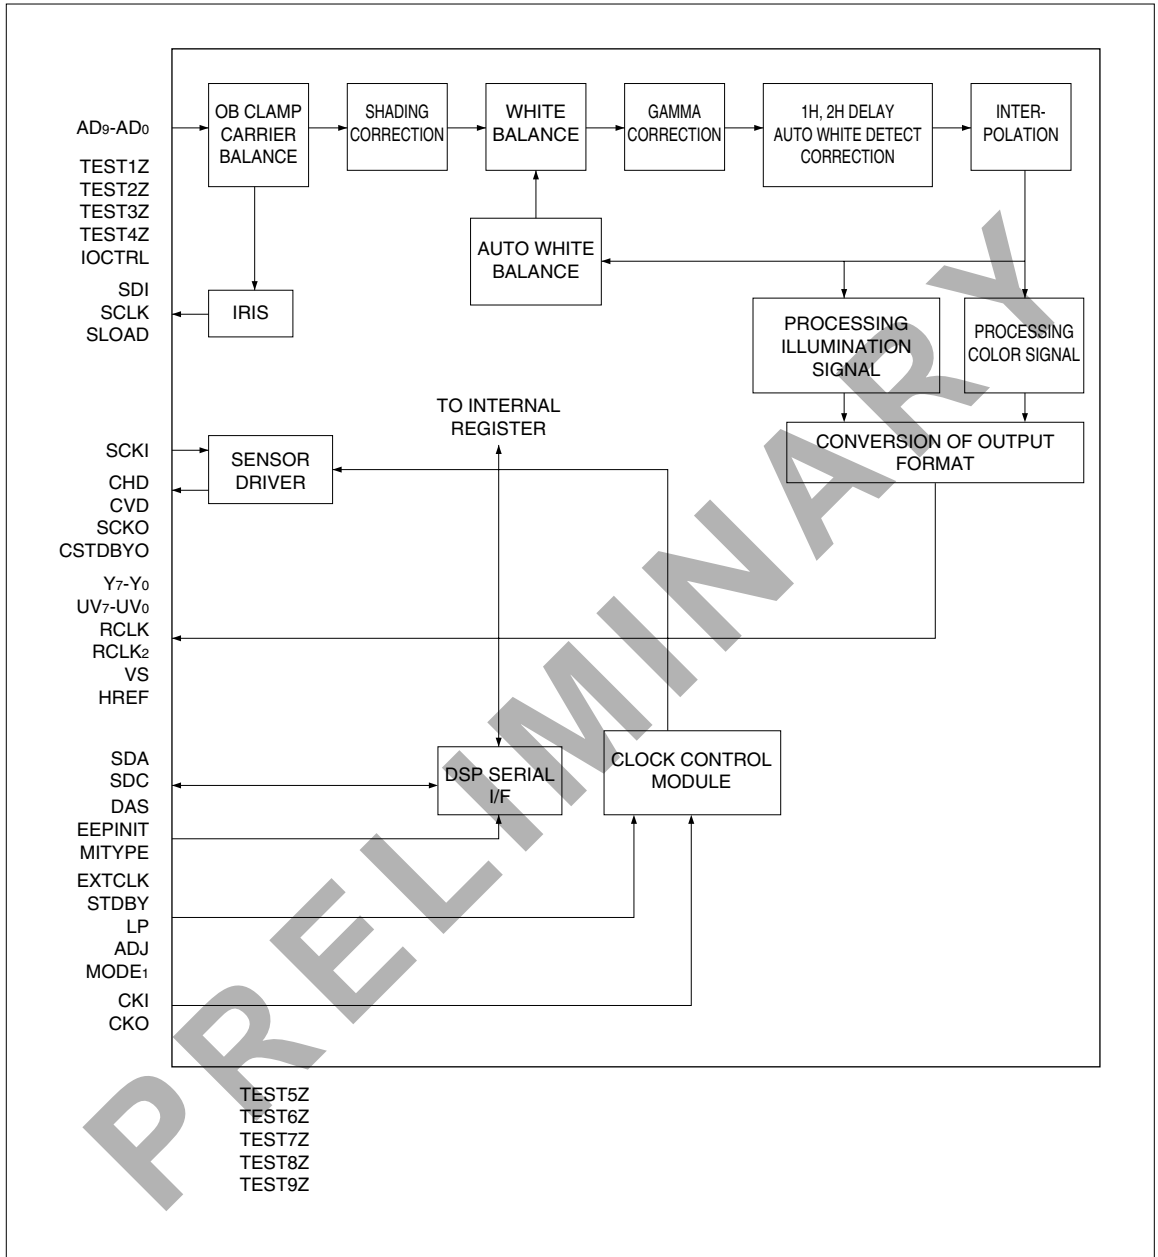 OB CLAMP
CARRIER
BALANCE
SHADING
CORRECTION
WHITE
BALANCE
GAMMA
CORRECTION
1H, 2H DELAY
AUTO WHITE DETECT
CORRECTION
INTER-
POLATION
AD9-AD0
TEST1Z
TEST2Z
TEST3Z
TEST4Z
IOCTRL
AUTO WHITE
BALANCE
SDI
SCLK
SLOAD
IRIS
PROCESSING
ILLUMINATION
SIGNAL
PROCESSING
COLOR SIGNAL
TO INTERNAL
REGISTER
CONVERSION OF OUTPUT
FORMAT
SCKI
CHD
CVD
SCKO
CSTDBYO
SENSOR
DRIVER
Y7-Y0
UV7-UV0
RCLK
RCLK2
VS
HREF
SDA
SDC
DAS
EEPINIT
MITYPE
DSP SERIAL
I/F
CLOCK CONTROL
MODULE
EXTCLK
STDBY
LP
ADJ
MODE1
CKI
CKO
TEST5Z
TEST6Z
TEST7Z
TEST8Z
TEST9Z
PRELIMINARY